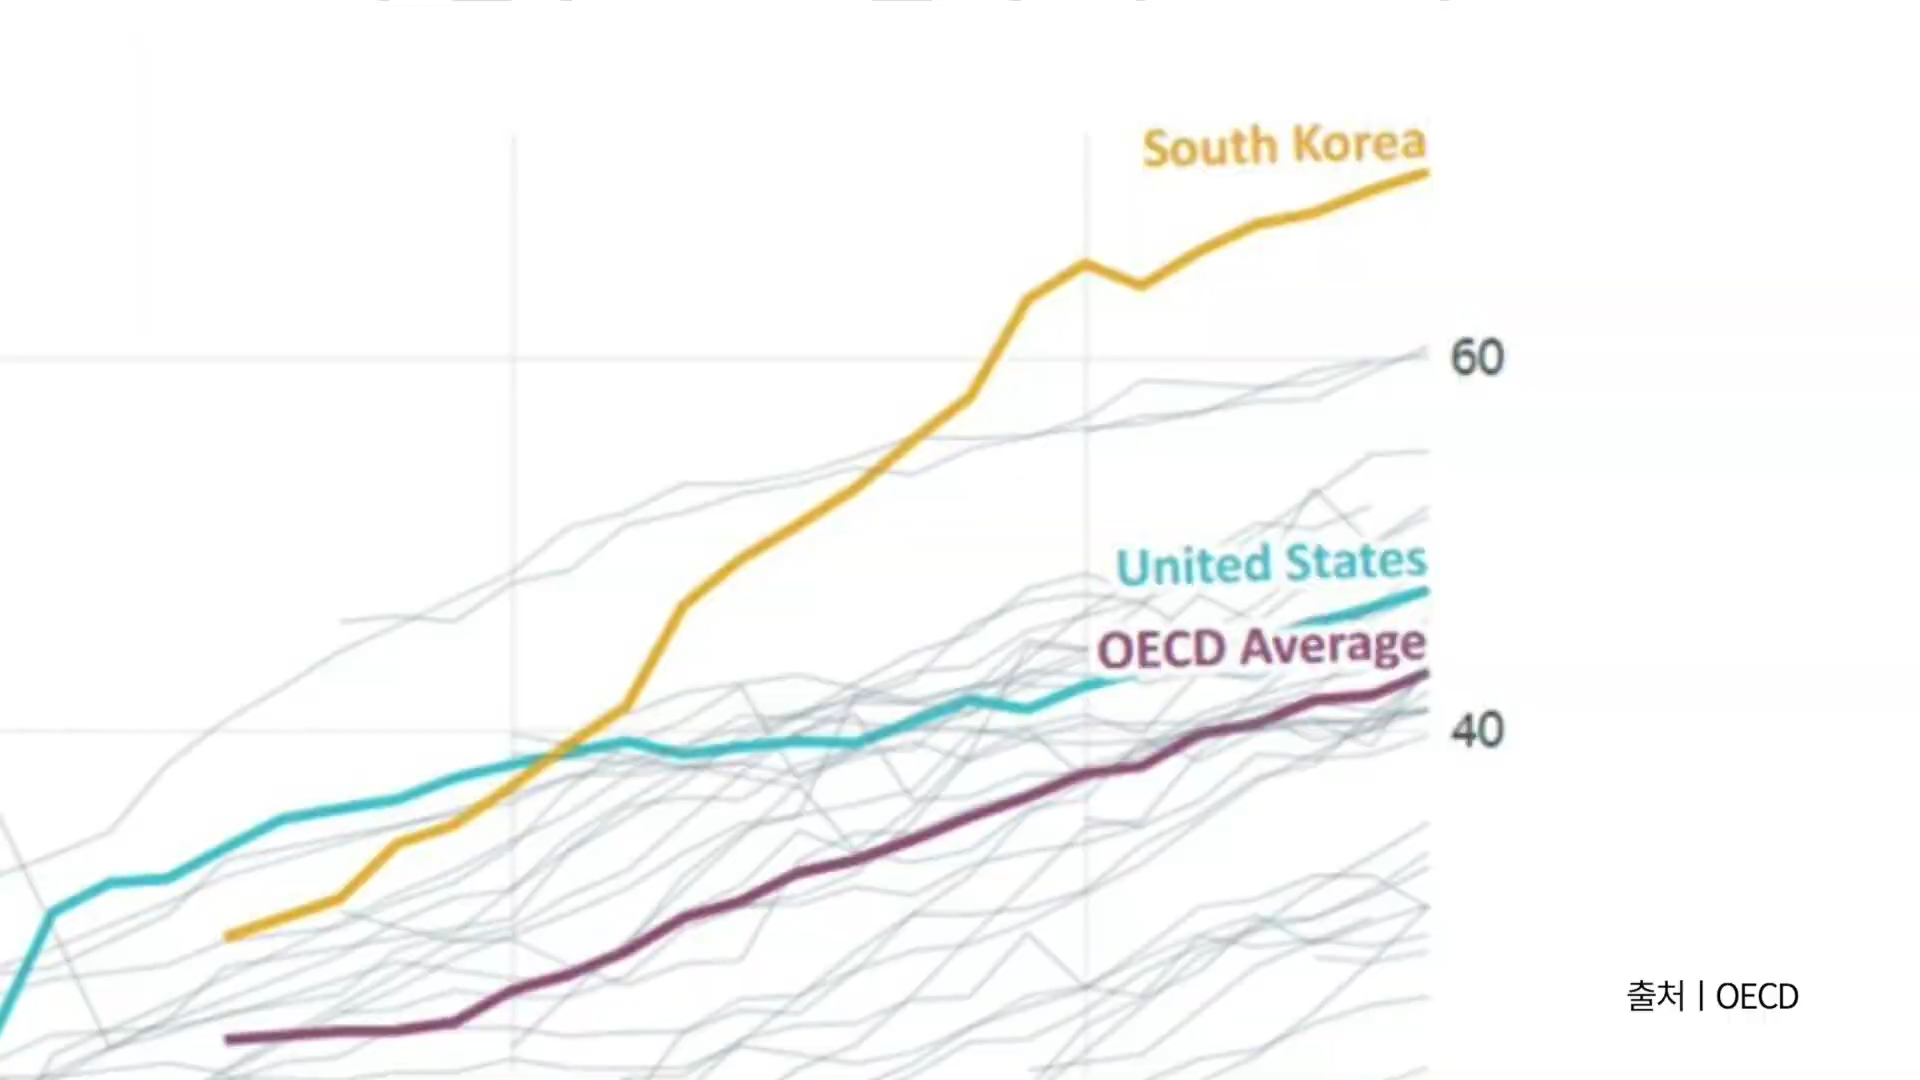 South Korea
60
United States
OECD Average
40
출처 | OECD